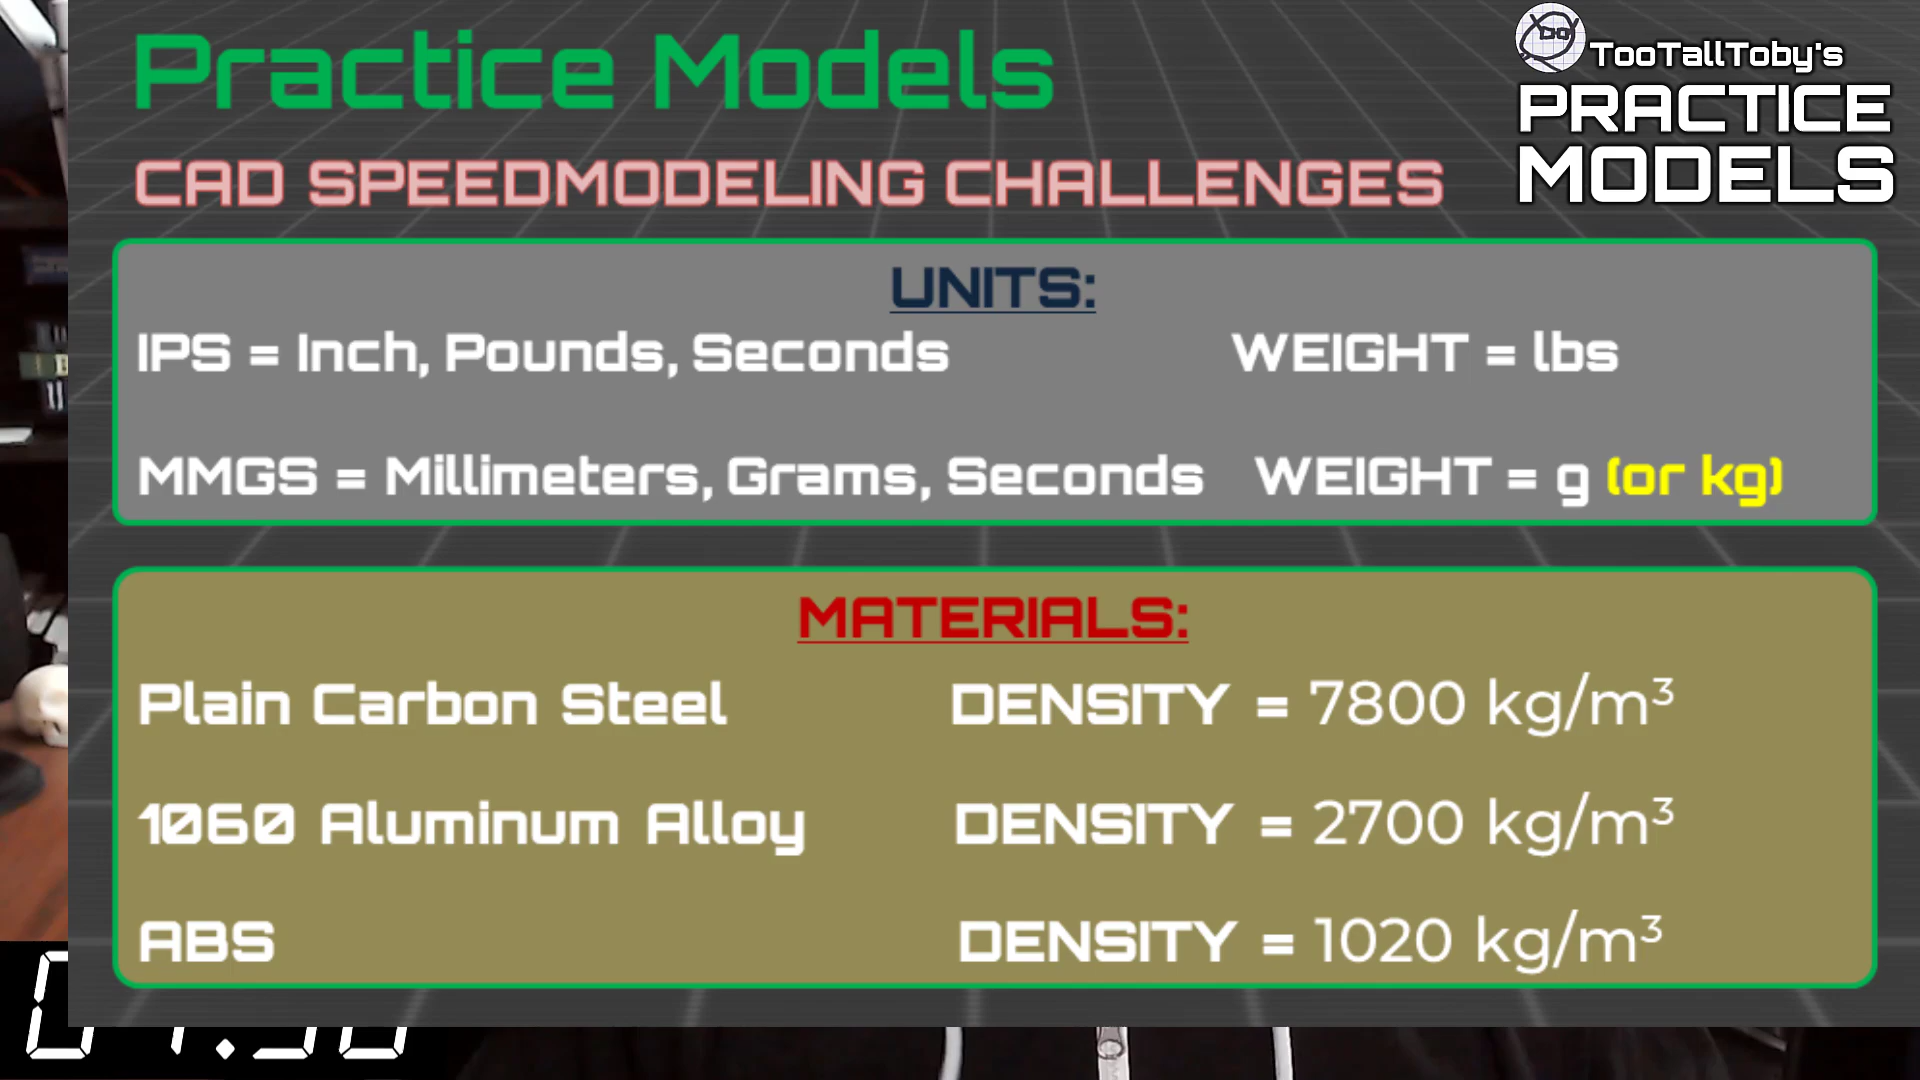 Practice Models
TooTallToby's
PRACTICE
MODELS
CAD SPEEDMODELING CHALLENGES
UNITS:
IPS = Inch, Pounds, Seconds WEIGHT = lbs
MMGS = Millimeters, Grams, Seconds WEIGHT = g (or kg)
MATERIALS:
Plain Carbon Steel DENSITY = 7800 kg/m³
1060 Aluminum Alloy DENSITY = 2700 kg/m³
ABS DENSITY = 1020 kg/m³